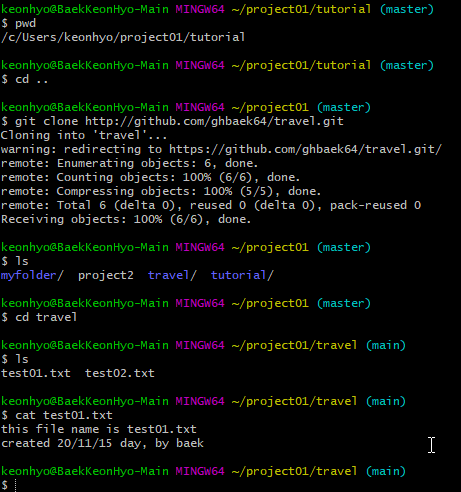 keonhyo@BaekKeonHyo-Main MINGW64 ~/project01/tutorial (master)
$ pwd
/c/Users/keonhyo/project01/tutorial
keonhyo@BaekKeonHyo-Main MINGW64 ~/project01/tutorial (master)
$ cd ..
keonhyo@BaekKeonHyo-Main MINGW64 ~/project01 (master)
$ git clone http://github.com/ghbaek64/travel.git
Cloning into 'travel'...
warning: redirecting to https://github.com/ghbaek64/travel.git/
remote: Enumerating objects: 6, done.
remote: Counting objects: 100% (6/6), done.
remote: Compressing objects: 100% (5/5), done.
remote: Total 6 (delta 0), reused 0 (delta 0), pack-reused 0
Receiving objects: 100% (6/6), done.
keonhyo@BaekKeonHyo-Main MINGW64 ~/project01 (master)
$ ls
myfolder/  project2  travel/  tutorial/
keonhyo@BaekKeonHyo-Main MINGW64 ~/project01 (master)
$ cd travel
keonhyo@BaekKeonHyo-Main MINGW64 ~/project01/travel (main)
$ ls
test01.txt  test02.txt
keonhyo@BaekKeonHyo-Main MINGW64 ~/project01/travel (main)
$ cat test01.txt
this file name is test01.txt
created 20/11/15 day, by baek
keonhyo@BaekKeonHyo-Main MINGW64 ~/project01/travel (main)
$